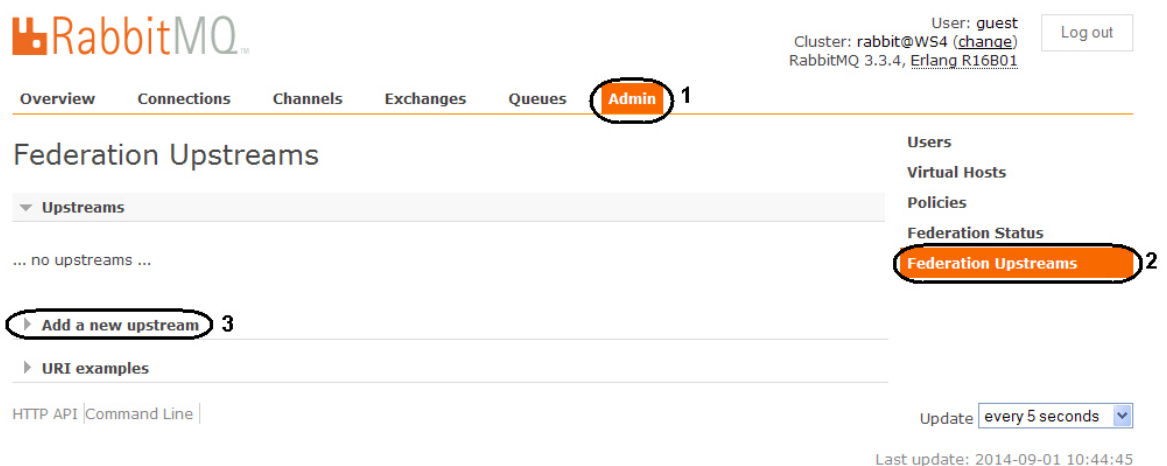 RabbitMQ™
User: guest
Cluster: rabbit@WS4 (change)
RabbitMQ 3.3.4, Erlang R16B01
Log out
Overview Connections Channels Exchanges Queues Admin 1
Federation Upstreams
Upstreams
... no upstreams ...
Add a new upstream 3
URI examples
Users
Virtual Hosts
Policies
Federation Status
Federation Upstreams 2
HTTP API Command Line
Update every 5 seconds
Last update: 2014-09-01 10:44:45